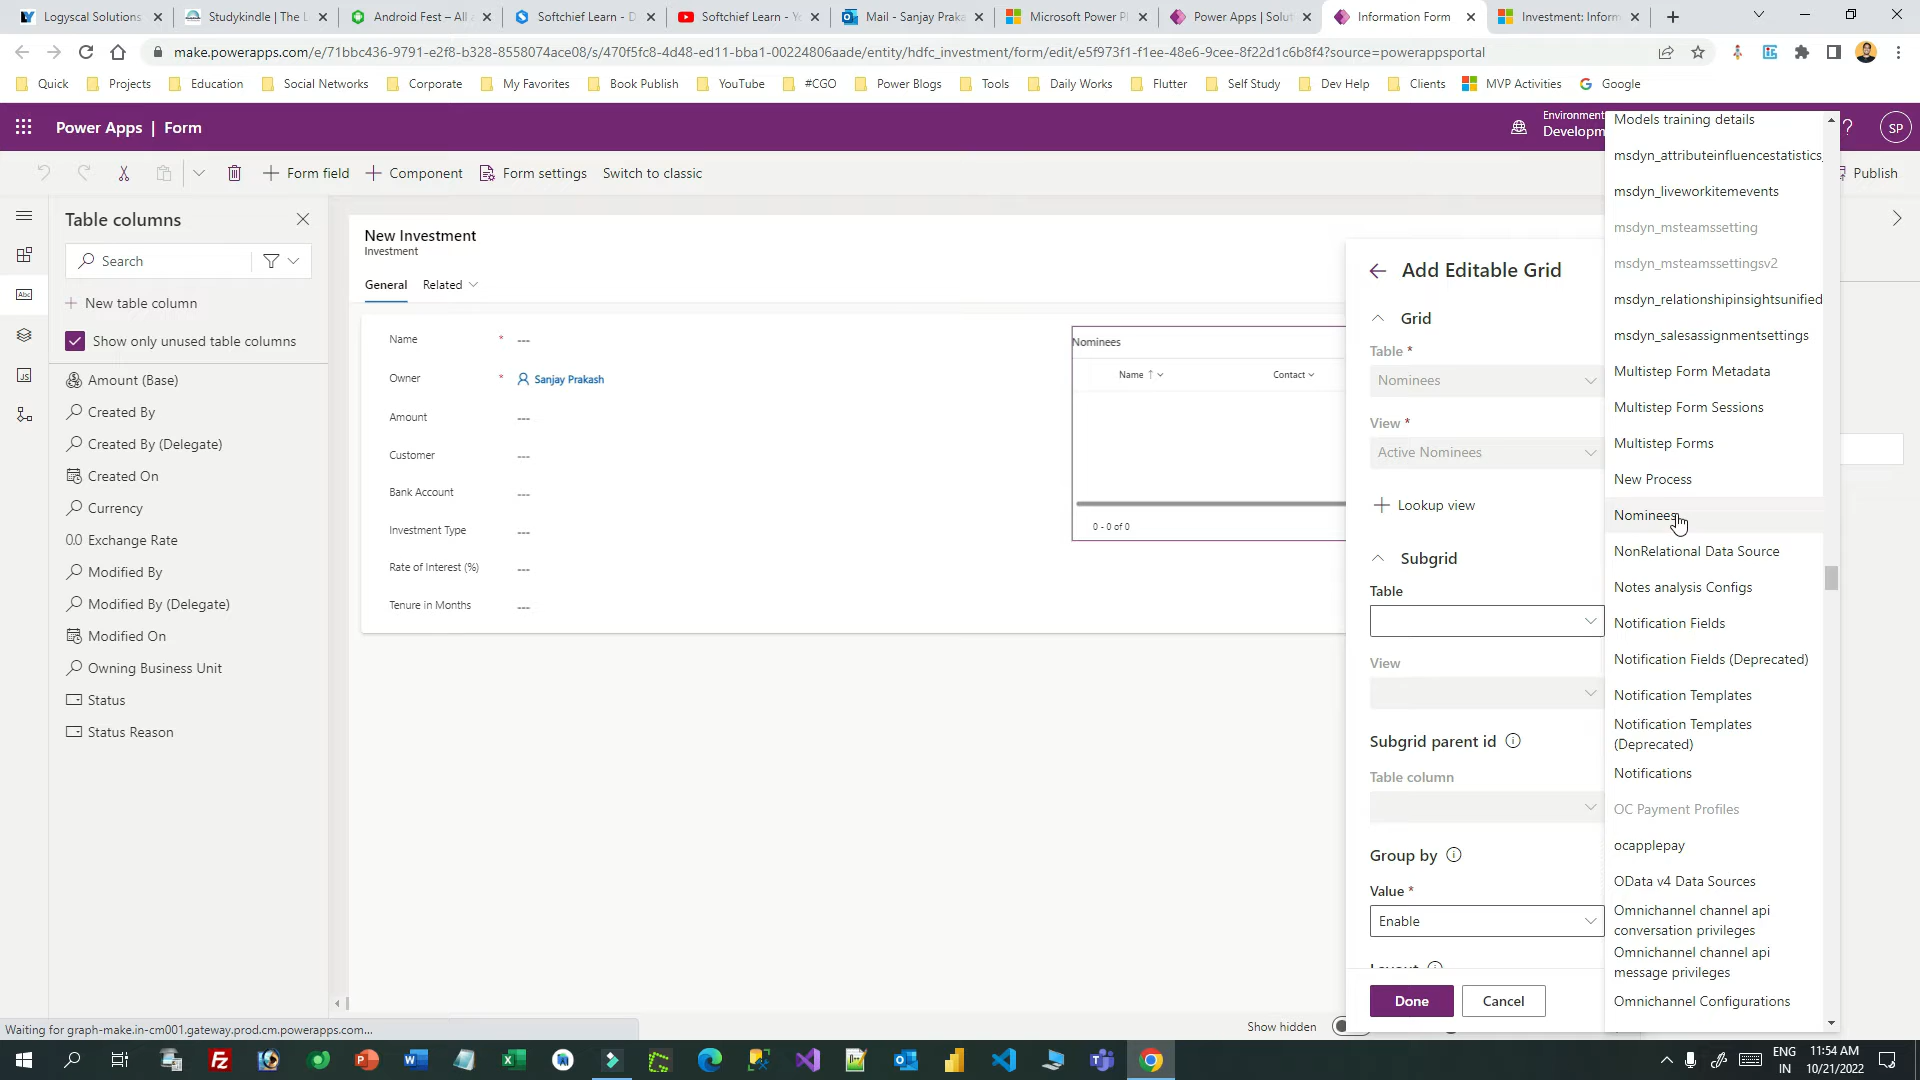 Logyscal Solutions
Studykindle | The L
Android Fest – All
Softchief Learn - D
Softchief Learn - Y
Mail - Sanjay Praka
Microsoft Power P
Power Apps | Solut
Information Form
Investment: Inform
make.powerapps.com/e/71bbc436-9791-e2f8-b328-8558074ace08/s/470f5fc8-4d48-ed11-bba1-00224806aade/entity/hdfc_investment/form/edit/e5f973f1-f1ee-48e6-9cee-8f22d1c6b8f4?source=powerappsportal
Quick
Projects
Education
Social Networks
Corporate
My Favorites
Book Publish
YouTube
#CGO
Power Blogs
Tools
Daily Works
Flutter
Self Study
Dev Help
Clients
MVP Activities
Google
Power Apps | Form
Environment
Developm
SP
Form field
Component
Form settings
Switch to classic
Publish
Table columns
Search
New table column
Show only unused table columns
Amount (Base)
Created By
Created By (Delegate)
Created On
Currency
Exchange Rate
Modified By
Modified By (Delegate)
Modified On
Owning Business Unit
Status
Status Reason
New Investment
Investment
General
Related
Name * ---
Owner * Sanjay Prakash
Amount ---
Customer ---
Bank Account ---
Investment Type ---
Rate of Interest (%) ---
Tenure in Months ---
Nominees
Name
Contact
0 - 0 of 0
Add Editable Grid
Grid
Table *
Nominees
View *
Active Nominees
Lookup view
Subgrid
Table
View
Subgrid parent id
Table column
Group by
Value *
Enable
Layout
Done
Cancel
Models training details
msdyn_attributeinfluencestatistics
msdyn_liveworkitemevents
msdyn_msteamssetting
msdyn_msteamssettingsv2
msdyn_relationshipinsightsunified
msdyn_salesassignmentsettings
Multistep Form Metadata
Multistep Form Sessions
Multistep Forms
New Process
Nominees
NonRelational Data Source
Notes analysis Configs
Notification Fields
Notification Fields (Deprecated)
Notification Templates
Notification Templates
(Deprecated)
Notifications
OC Payment Profiles
ocapplepay
OData v4 Data Sources
Omnichannel channel api
conversation privileges
Omnichannel channel api
message privileges
Omnichannel Configurations
Show hidden
Waiting for graph-make.in-cm001.gateway.prod.cm.powerapps.com...
ENG
IN
11:54 AM
10/21/2022